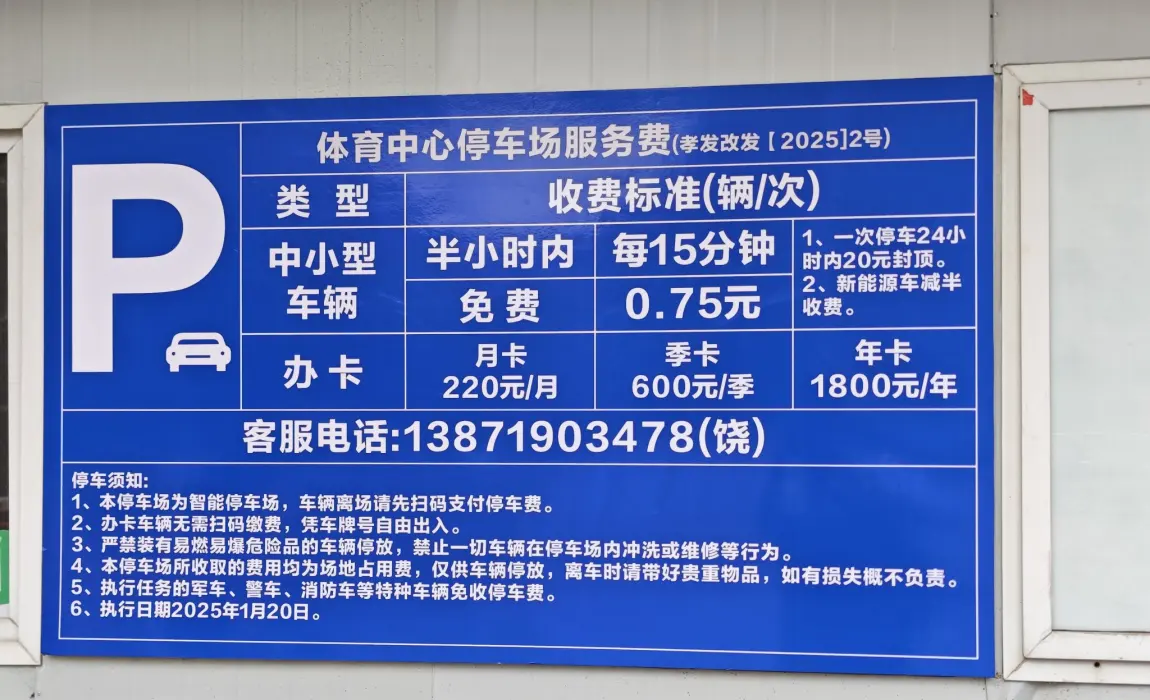 P
体育中心停车场服务费(孝发改发【2025]2号)
类 型
收费标准(辆/次)
中小型
车辆
半小时内
每15分钟
免 费
0.75元
1、一次停车24小
时内20元封顶。
2、新能源车减半
收费。
办 卡
月卡
220元/月
季卡
600元/季
年卡
1800元/年
客服电话:13871903478(饶)
停车须知:
1、本停车场为智能停车场，车辆离场请先扫码支付停车费。
2、办卡车辆无需扫码缴费，凭车牌号自由出入。
3、严禁装有易燃易爆危险品的车辆停放，禁止一切车辆在停车场内冲洗或维修等行为。
4、本停车场所收取的费用均为场地占用费，仅供车辆停放，离车时请带好贵重物品，如有损失概不负责。
5、执行任务的军车、警车、消防车等特种车辆免收停车费。
6、执行日期2025年1月20日。